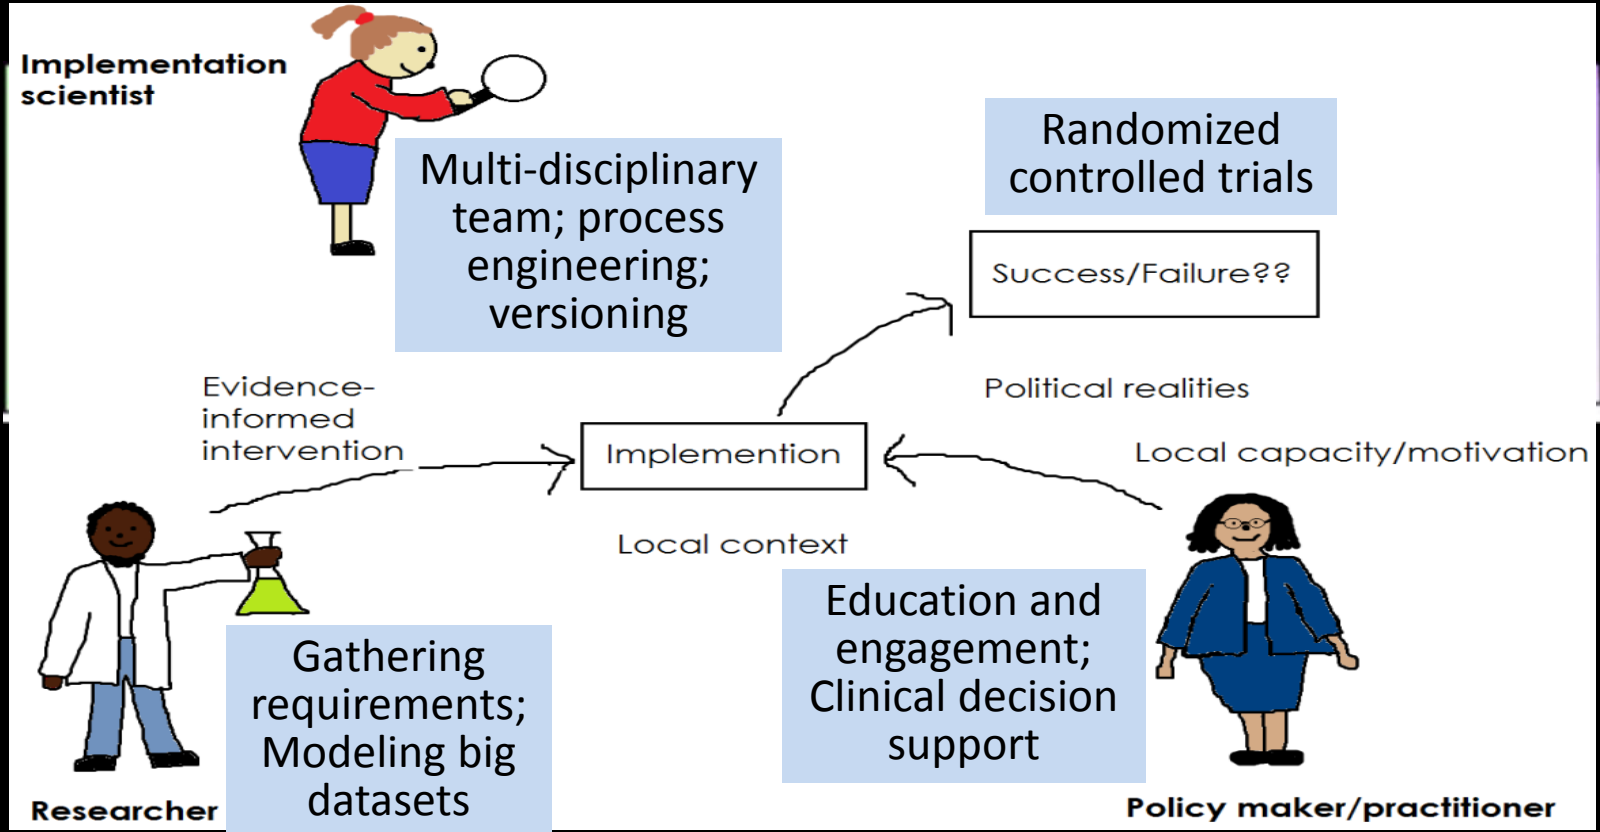 Implementation
scientist
Multi-disciplinary
team; process
engineering;
versioning
Randomized
controlled trials
Success/Failure??
Evidence-
informed
intervention
Implemention
Political realities
Local capacity/motivation
Local context
Gathering
requirements;
Modeling big
datasets
Education and
engagement;
Clinical decision
support
Researcher
Policy maker/practitioner